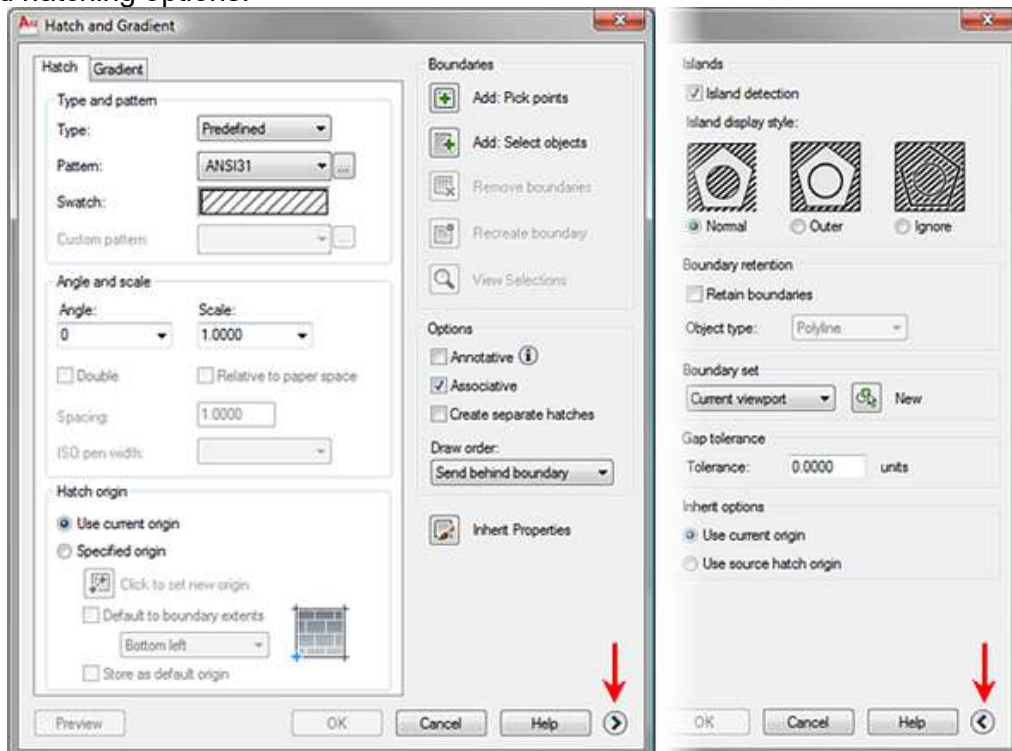 Hatch and Gradient
Hatch Gradient
Type and pattern
Type: Predefined
Pattern: ANSI31 ...
Swatch:
Custom pattern: ...
Angle and scale
Angle: Scale:
0 1.0000
Double Relative to paper space
Spacing: 1.0000
ISO pen width:
Hatch origin
Use current origin
Specified origin
Click to set new origin
Default to boundary extents
Bottom left
Store as default origin
Preview OK Cancel Help
Boundaries
Add: Pick points
Add: Select objects
Remove boundaries
Recreate boundary
View Selections
Options
Annotative
Associative
Create separate hatches
Draw order:
Send behind boundary
Inherit Properties
Islands
Island detection
Island display style:
Normal Outer Ignore
Boundary retention
Retain boundaries
Object type: Polyline
Boundary set
Current viewport New
Gap tolerance
Tolerance: 0.0000 units
Inherit options
Use current origin
Use source hatch origin
OK Cancel Help